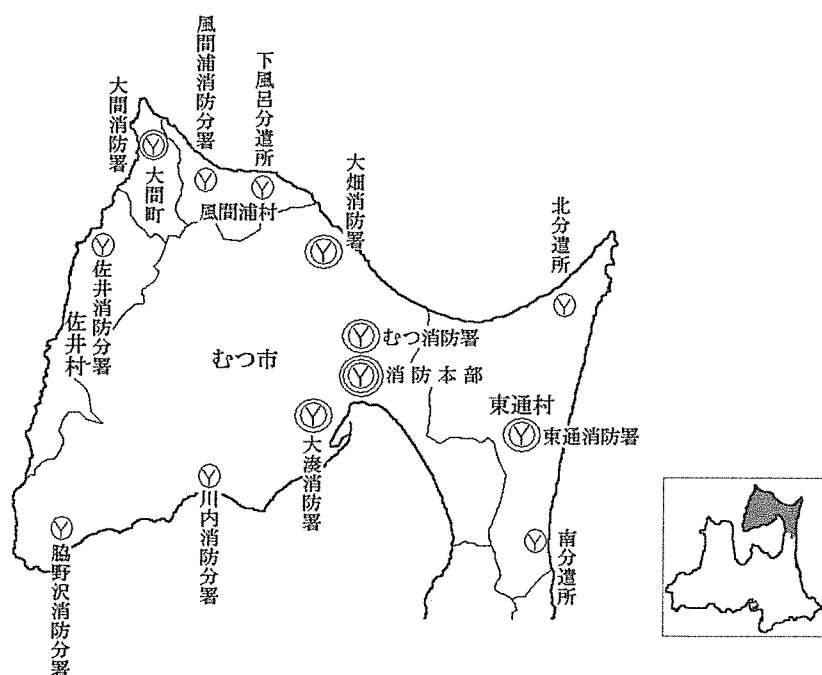 風間浦消防分署
下風呂分遣所
大間消防署
大畑消防署
大間町
風間浦村
北分遣所
佐井消防分署
佐井村
むつ消防署
むつ市
消防本部
東通村
東通消防署
大湊消防署
川内消防分署
南分遣所
脇野沢消防分署